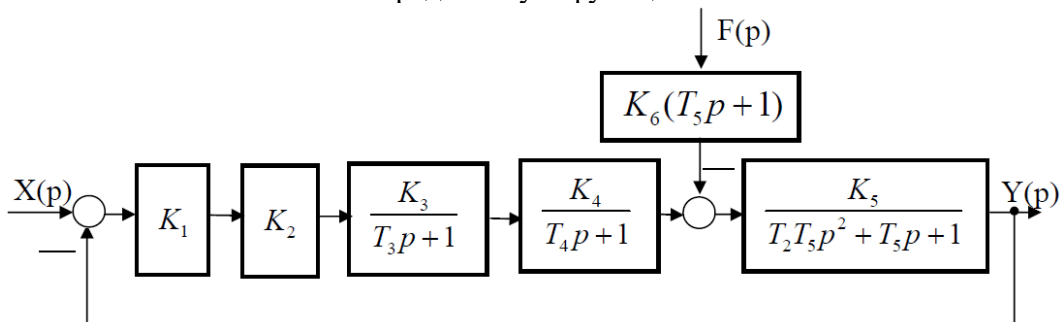 F(p)
K₆(T₅p + 1)
X(p)
K₁
K₂
K₃
T₃p + 1
K₄
T₄p + 1
K₅
T₂T₅p² + T₅p + 1
Y(p)